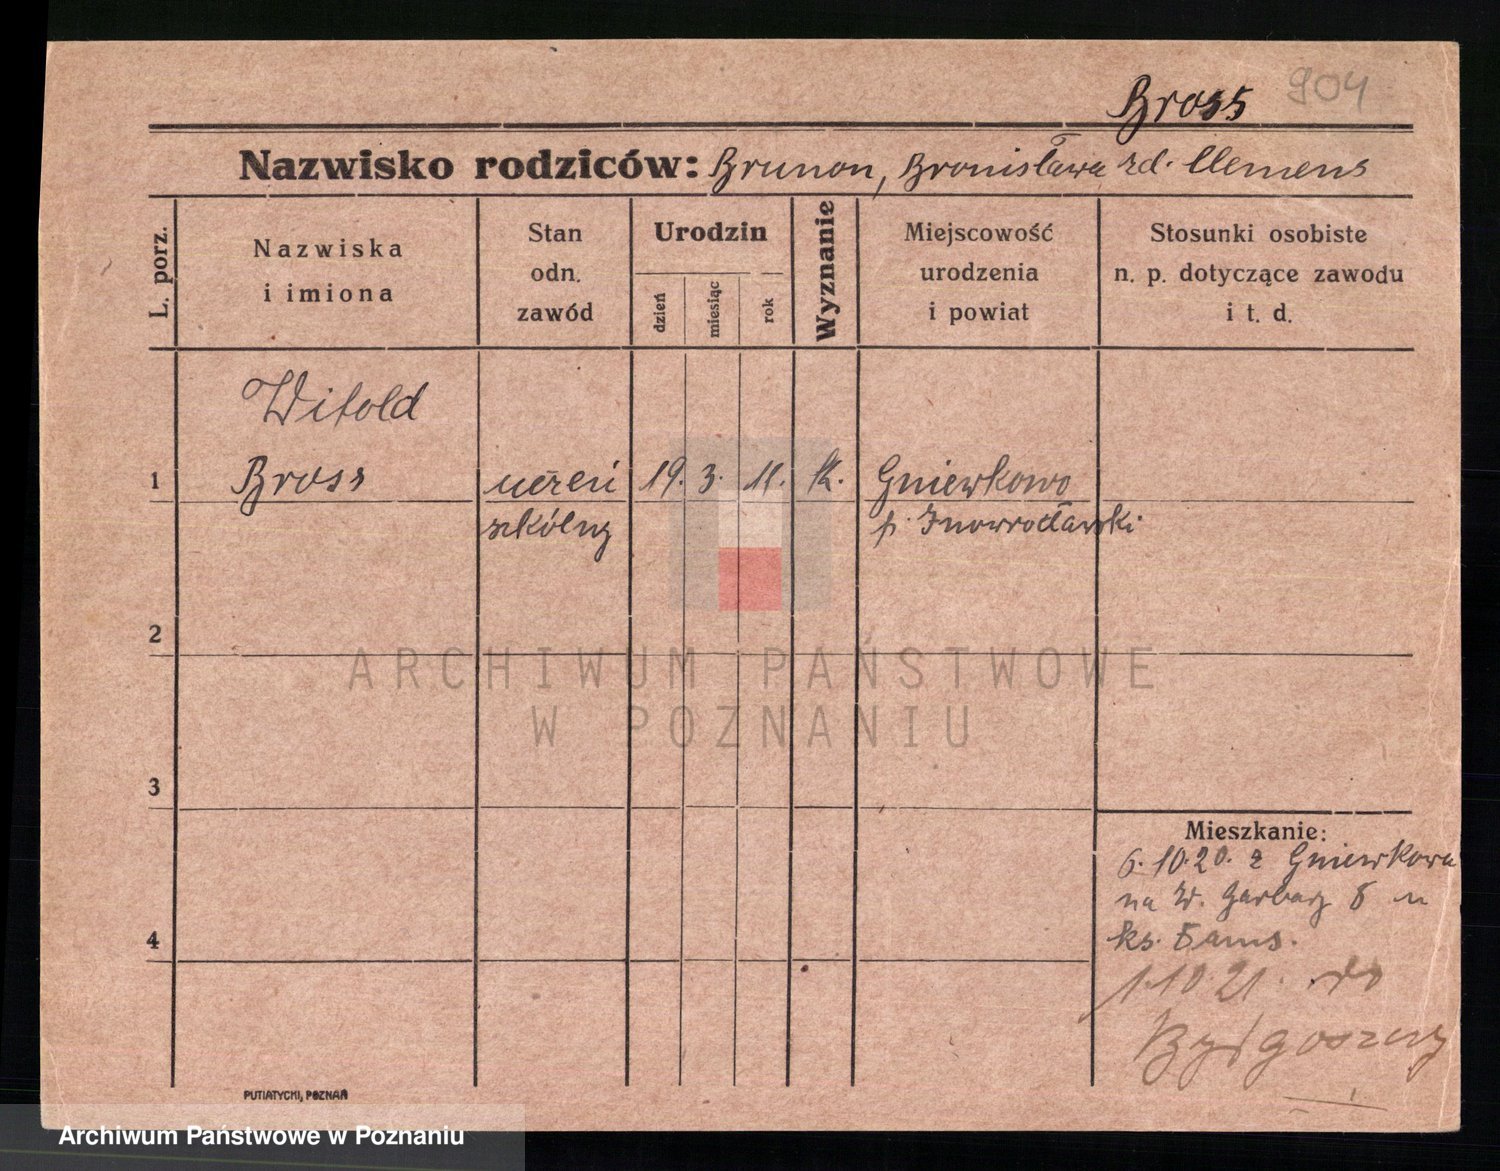 Bross 904
Nazwisko rodziców: Brunon, Bronisława zd. Clemens
L. porz.
Nazwiska
i imiona
Stan
odn.
zawód
Urodzin
dzień
miesiąc
rok
Wyznanie
Miejscowość
urodzenia
i powiat
Stosunki osobiste
n. p. dotyczące zawodu
i t. d.
Witold
1 Bross uczeń 19. 3. 11. k. Gniewkowo
szkólny p. Inowrocławski
2
ARCHIWUM PAŃSTWOWE
W POZNANIU
3
Mieszkanie:
6.10.20. z Gniewkowa
na W. Garbary 8 u
ks.
4
1.10.21. do
Bydgoszczy
PUTIATYCKI, POZNAŃ
Archiwum Państwowe w Poznaniu